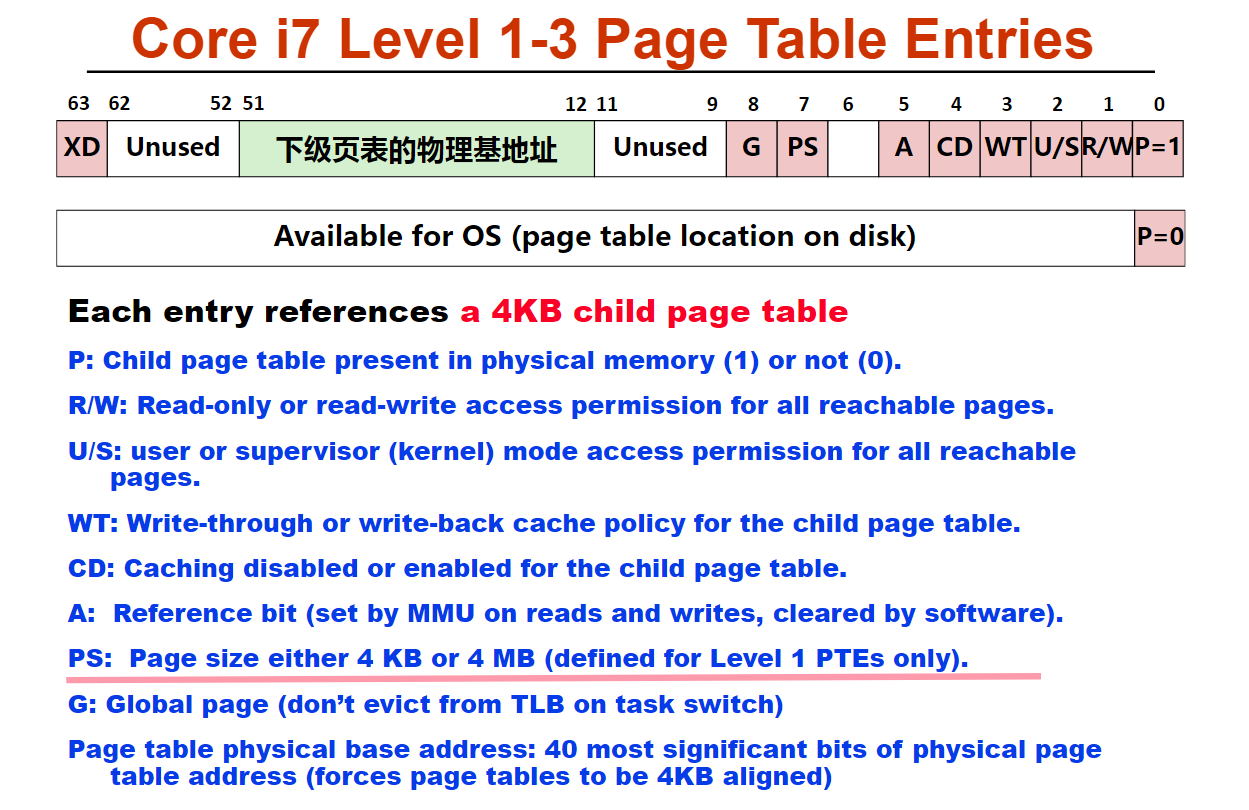 Core i7 Level 1-3 Page Table Entries
63 62 52 51 12 11 9 8 7 6 5 4 3 2 1 0
XD Unused 下级页表的物理基地址 Unused G PS A CD WT U/S R/W P=1
Available for OS (page table location on disk) P=0
Each entry references a 4KB child page table
P: Child page table present in physical memory (1) or not (0).
R/W: Read-only or read-write access permission for all reachable pages.
U/S: user or supervisor (kernel) mode access permission for all reachable
pages.
WT: Write-through or write-back cache policy for the child page table.
CD: Caching disabled or enabled for the child page table.
A: Reference bit (set by MMU on reads and writes, cleared by software).
PS: Page size either 4 KB or 4 MB (defined for Level 1 PTEs only).
G: Global page (don’t evict from TLB on task switch)
Page table physical base address: 40 most significant bits of physical page
table address (forces page tables to be 4KB aligned)